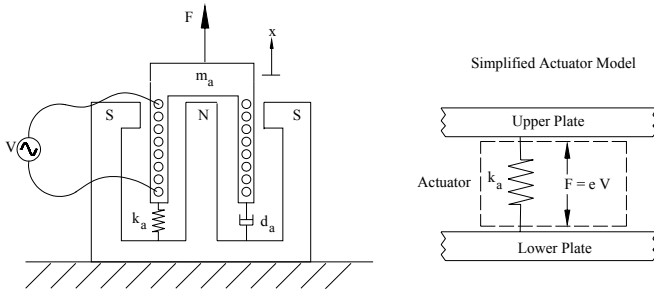 F
x
m_a
S N S
V
k_a
d_a
Simplified Actuator Model
Upper Plate
Actuator
k_a
F = e V
Lower Plate